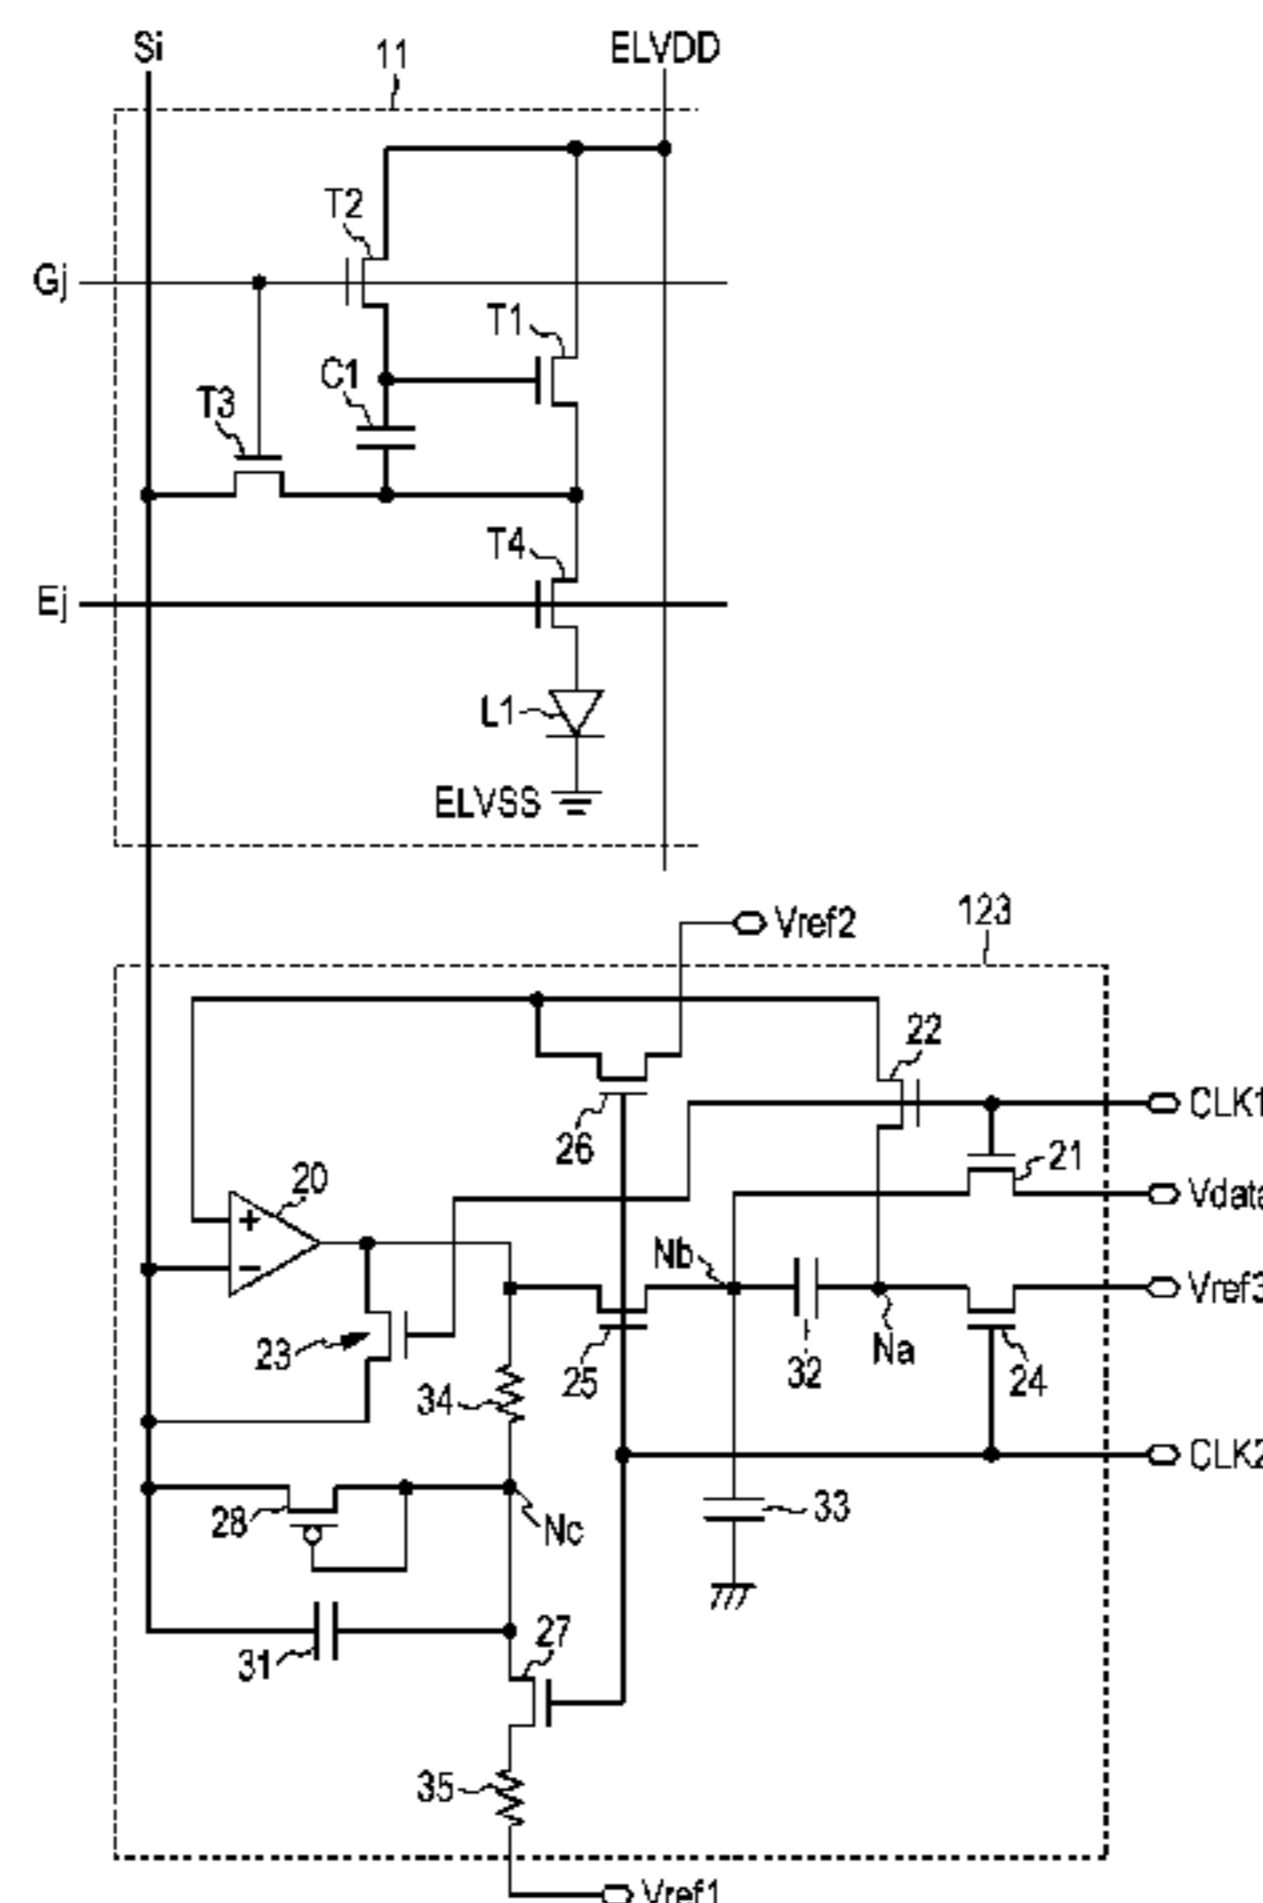 Si
11
ELVDD
T2
Gj
T1
C1
T3
T4
Ej
L1
ELVSS
123
Vref2
22
CLK1
26
21
20
Vdata
Nb
Vref3
23
25
32
Na
24
34
CLK2
28
Nc
33
27
31
35
Vref1
+
−